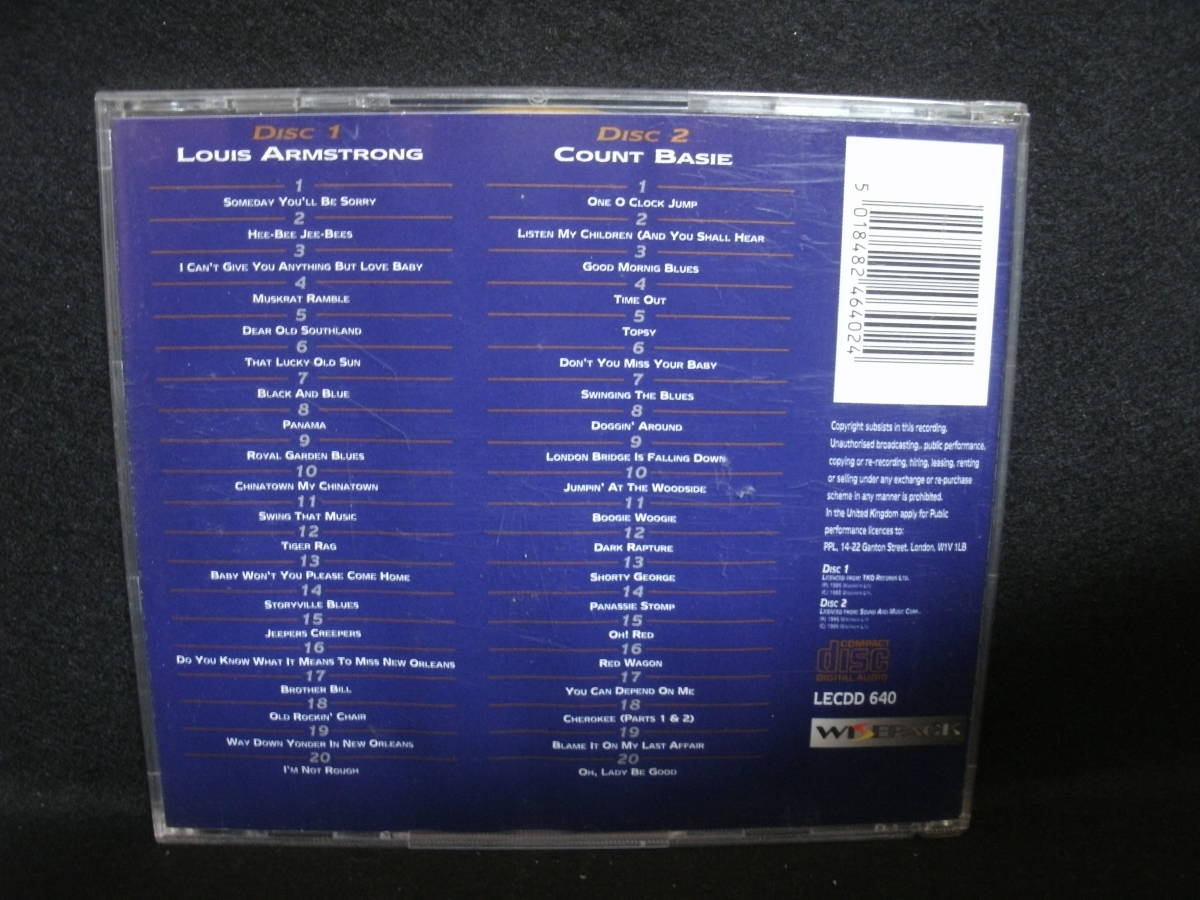 DISC 1
LOUIS ARMSTRONG
1
SOMEDAY YOU'LL BE SORRY
2
HEE-BEE JEE-BEES
3
I CAN'T GIVE YOU ANYTHING BUT LOVE BABY
4
MUSKRAT RAMBLE
5
DEAR OLD SOUTHLAND
6
THAT LUCKY OLD SUN
7
BLACK AND BLUE
8
PANAMA
9
ROYAL GARDEN BLUES
10
CHINATOWN MY CHINATOWN
11
SWING THAT MUSIC
12
TIGER RAG
13
BABY WON'T YOU PLEASE COME HOME
14
STORYVILLE BLUES
15
JEEPERS CREEPERS
16
DO YOU KNOW WHAT IT MEANS TO MISS NEW ORLEANS
17
BROTHER BILL
18
OLD ROCKIN' CHAIR
19
WAY DOWN YONDER IN NEW ORLEANS
20
I'M NOT ROUGH
DISC 2
COUNT BASIE
1
ONE O CLOCK JUMP
2
LISTEN MY CHILDREN (AND YOU SHALL HEAR
3
GOOD MORNIG BLUES
4
TIME OUT
5
TOPSY
6
DON'T YOU MISS YOUR BABY
7
SWINGING THE BLUES
8
DOGGIN' AROUND
9
LONDON BRIDGE IS FALLING DOWN
10
JUMPIN' AT THE WOODSIDE
11
BOOGIE WOOGIE
12
DARK RAPTURE
13
SHORTY GEORGE
14
PANASSIE STOMP
15
OH! RED
16
RED WAGON
17
YOU CAN DEPEND ON ME
18
CHEROKEE (PARTS 1 & 2)
19
BLAME IT ON MY LAST AFFAIR
20
OH, LADY BE GOOD
5 018482 464024
Copyright subsists in this recording.
Unauthorised broadcasting,. public performance,
copying or re-recording, hiring, leasing, renting
or selling under any exchange or re-purchase
scheme in any manner is prohibited.
In the United Kingdom apply for Public
performance licences to:
PPL, 14-22 Ganton Street, London, W1V 1LB
DISC 1
LICENCED FROM: TKO RECORDS LTD.
DISC 2
LICENCED FROM: SOUND AND MUSIC CORP..
COMPACT
disc
DIGITAL AUDIO
LECDD 640
WISEPACK